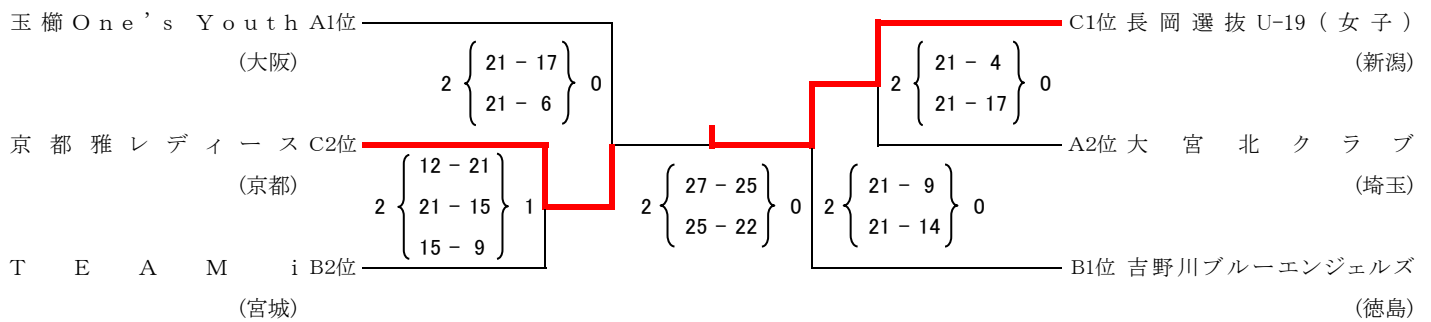 玉櫛One's Youth A1位
(大阪)
2 21 - 17 0
21 - 6
京都雅レディース C2位
(京都)
12 - 21
2 21 - 15 1
15 - 9
TEAM i B2位
(宮城)
27 - 25
2 0
25 - 22
C1位 長岡選抜U-19(女子)
(新潟)
21 - 4
2 0
21 - 17
A2位 大宮北クラブ
(埼玉)
21 - 9
2 0
21 - 14
B1位 吉野川ブルーエンジェルズ
(徳島)